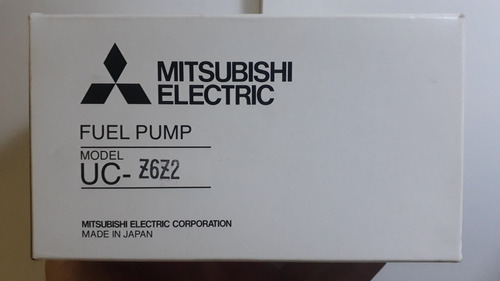 MITSUBISHI
ELECTRIC
FUEL PUMP
MODEL
UC- Z6Z2
MITSUBISHI ELECTRIC CORPORATION
MADE IN JAPAN